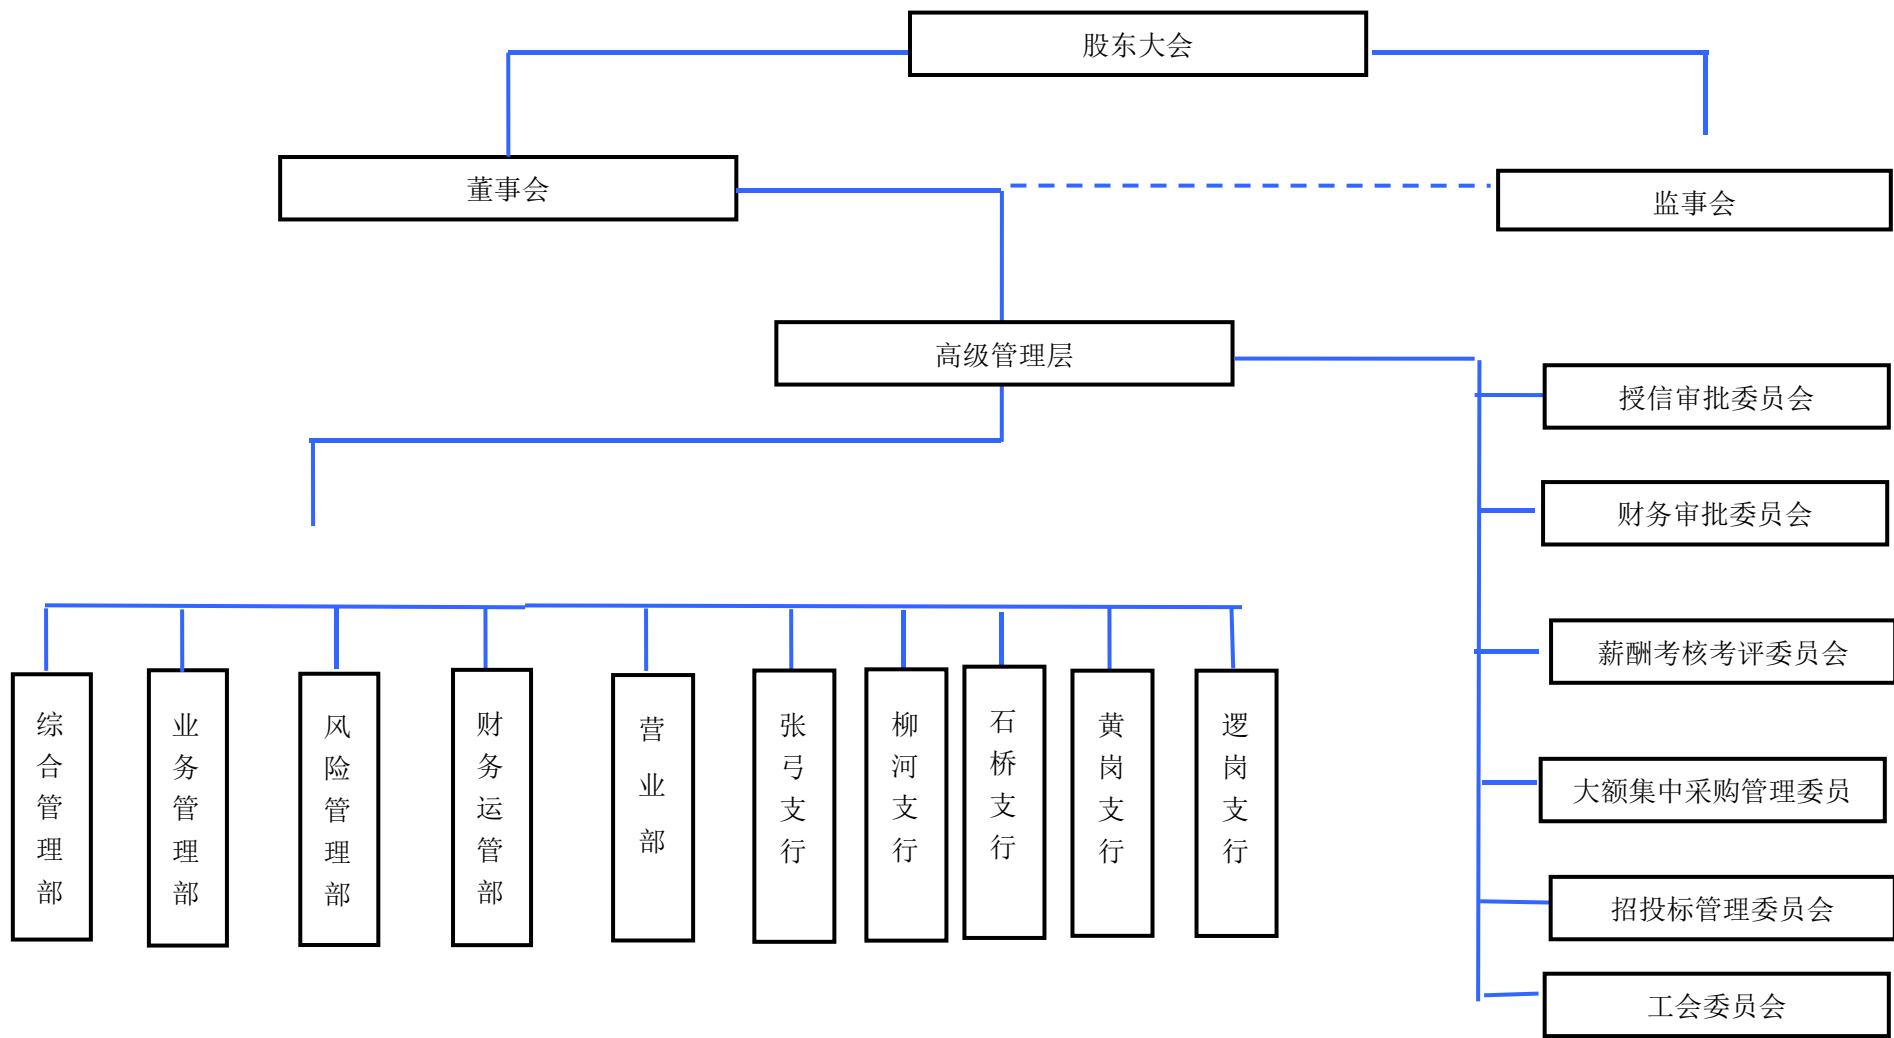 股东大会
董事会
监事会
高级管理层
授信审批委员会
财务审批委员会
薪酬考核考评委员会
大额集中采购管理委员
招投标管理委员会
工会委员会
综合管理部
业务管理部
风险管理部
财务运管部
营业部
张弓支行
柳河支行
石桥支行
黄岗支行
逻岗支行